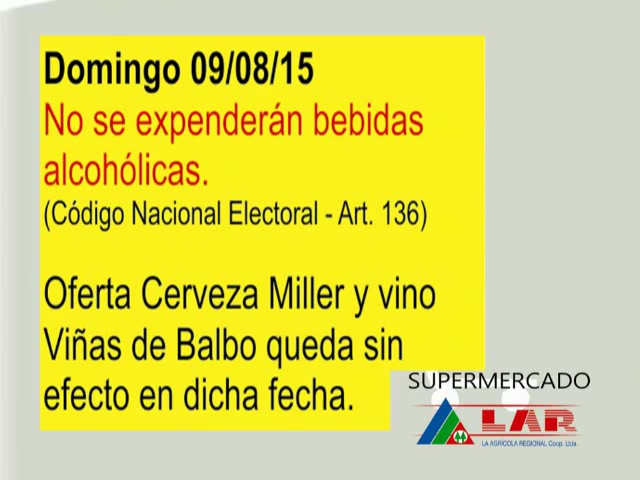 Domingo 09/08/15
No se expenderán bebidas
alcohólicas.
(Código Nacional Electoral - Art. 136)
Oferta Cerveza Miller y vino
Viñas de Balbo queda sin
efecto en dicha fecha.
SUPERMERCADO
LAR
LA AGRICOLA REGIONAL Coop. Ltda.